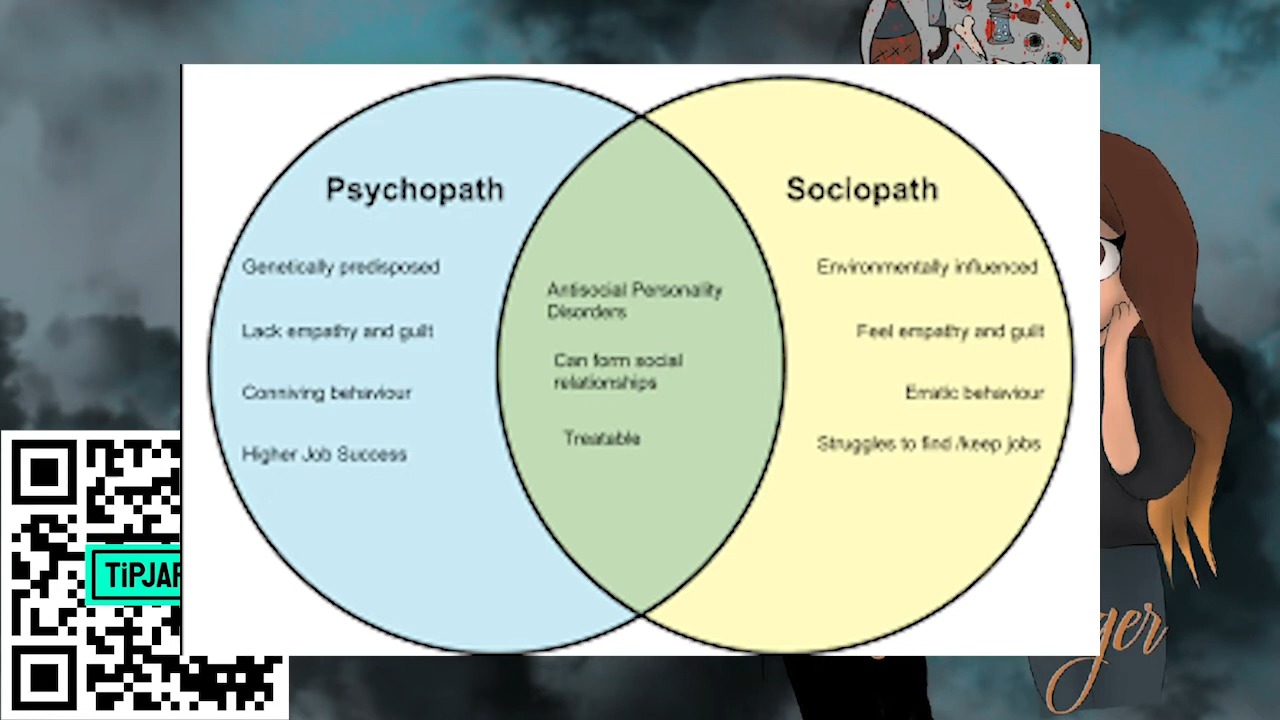 Psychopath
Genetically predisposed
Lack empathy and guilt
Conniving behaviour
Higher Job Success
Antisocial Personality
Disorders
Can form social
relationships
Treatable
Sociopath
Environmentally influenced
Feel empathy and guilt
Erratic behaviour
Struggles to find /keep jobs
TiPJAR
ger